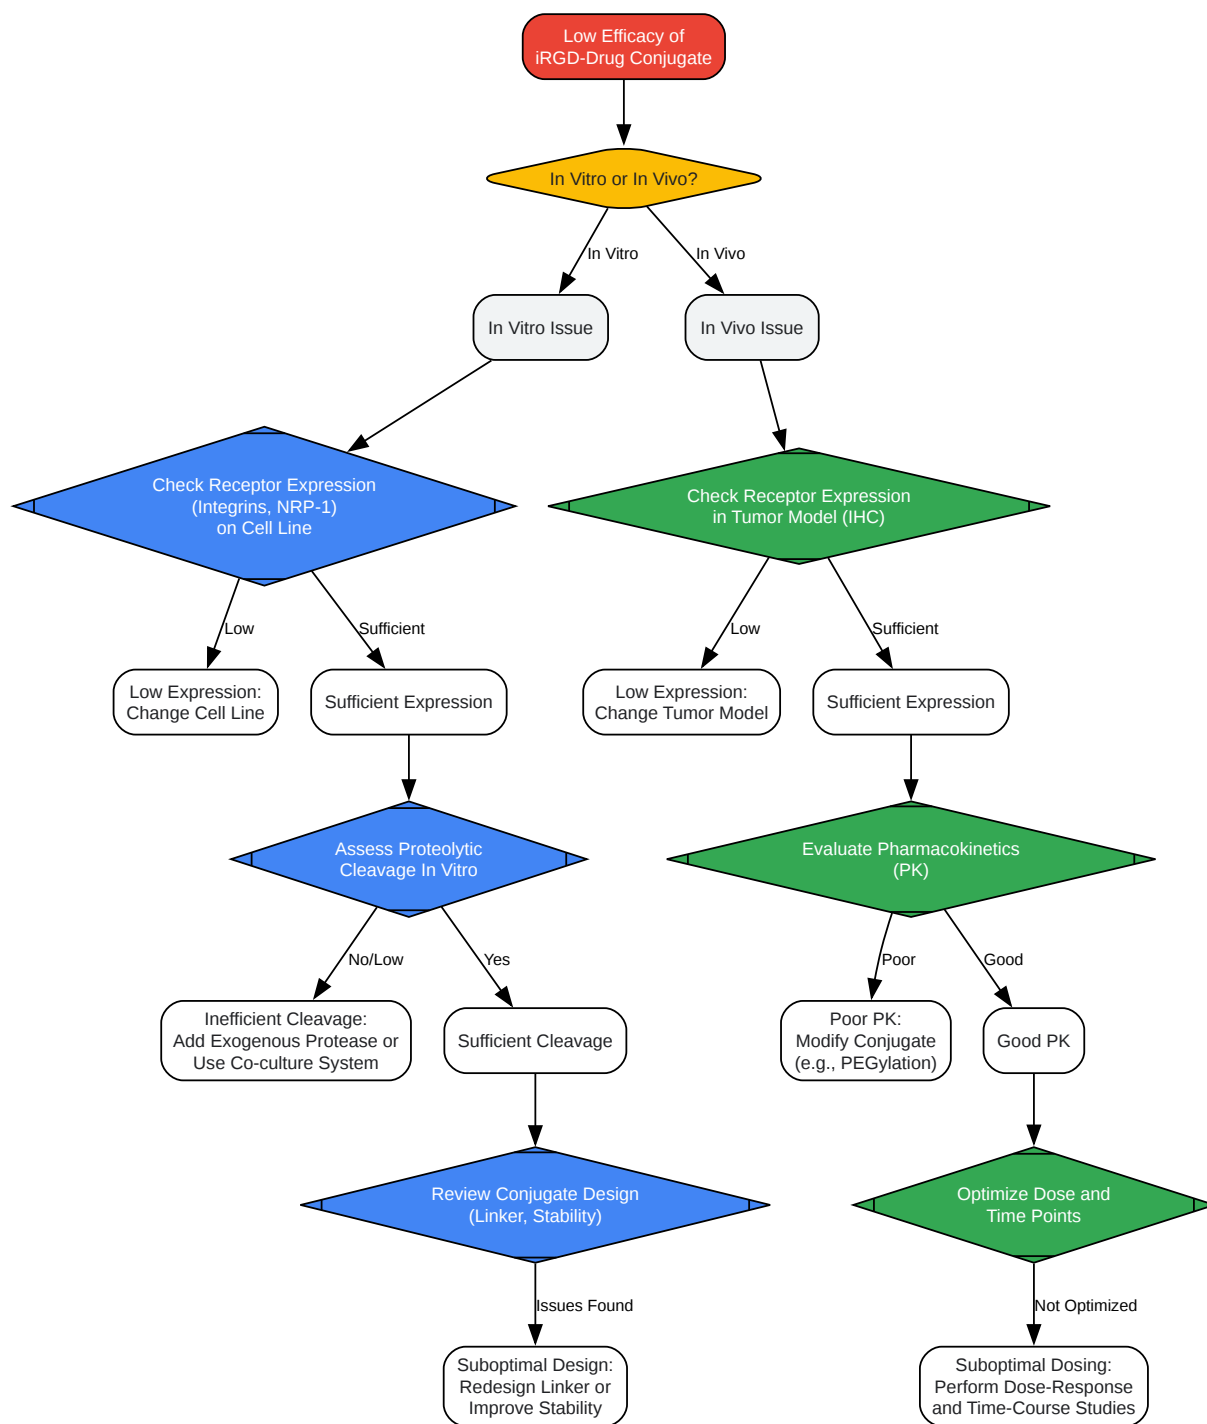 Low Efficacy of
iRGD-Drug Conjugate
In Vitro or In Vivo?
In Vitro
In Vivo
In Vitro Issue
In Vivo Issue
Check Receptor Expression
(Integrins, NRP-1)
on Cell Line
Check Receptor Expression
in Tumor Model (IHC)
Low
Sufficient
Low
Sufficient
Low Expression:
Change Cell Line
Sufficient Expression
Low Expression:
Change Tumor Model
Sufficient Expression
Assess Proteolytic
Cleavage In Vitro
Evaluate Pharmacokinetics
(PK)
No/Low
Yes
Poor
Good
Inefficient Cleavage:
Add Exogenous Protease or
Use Co-culture System
Sufficient Cleavage
Poor PK:
Modify Conjugate
(e.g., PEGylation)
Good PK
Review Conjugate Design
(Linker, Stability)
Optimize Dose and
Time Points
Issues Found
Not Optimized
Suboptimal Design:
Redesign Linker or
Improve Stability
Suboptimal Dosing:
Perform Dose-Response
and Time-Course Studies